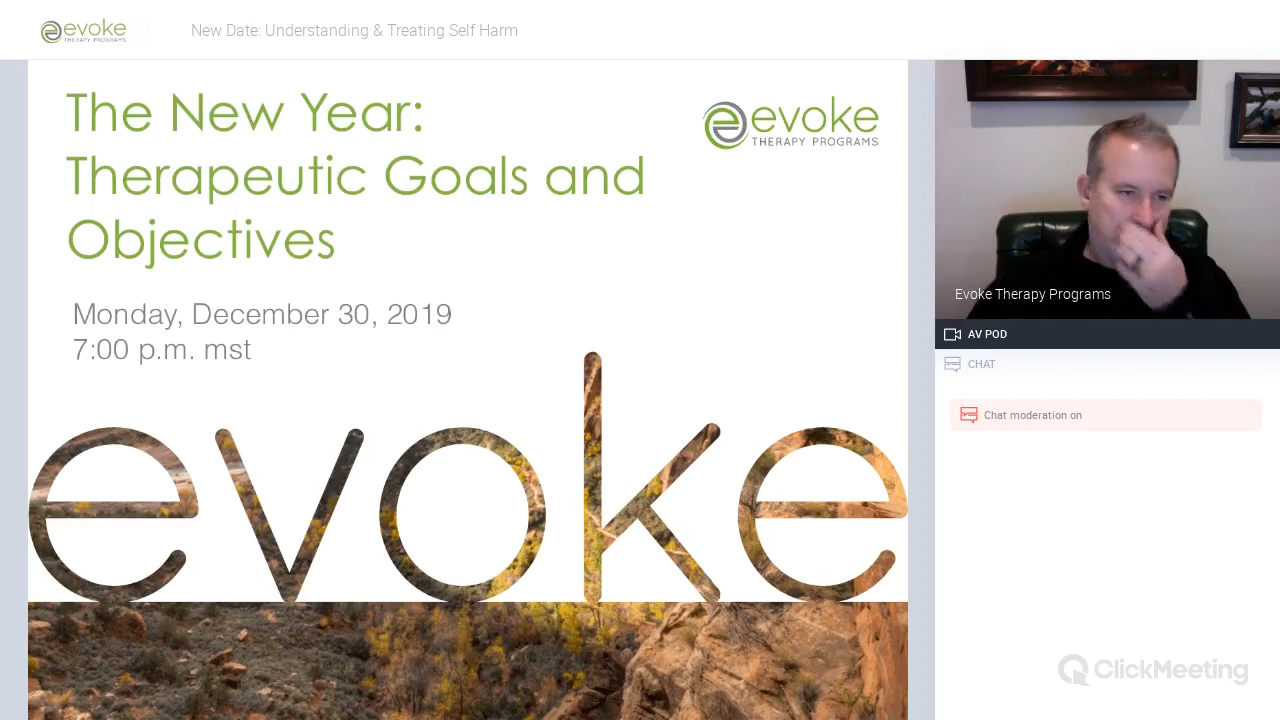 evoke
THERAPY PROGRAMS
New Date: Understanding & Treating Self Harm
The New Year:
Therapeutic Goals and
Objectives
evoke
THERAPY PROGRAMS
Monday, December 30, 2019
7:00 p.m. mst
evoke
Evoke Therapy Programs
AV POD
CHAT
Chat moderation on
ClickMeeting